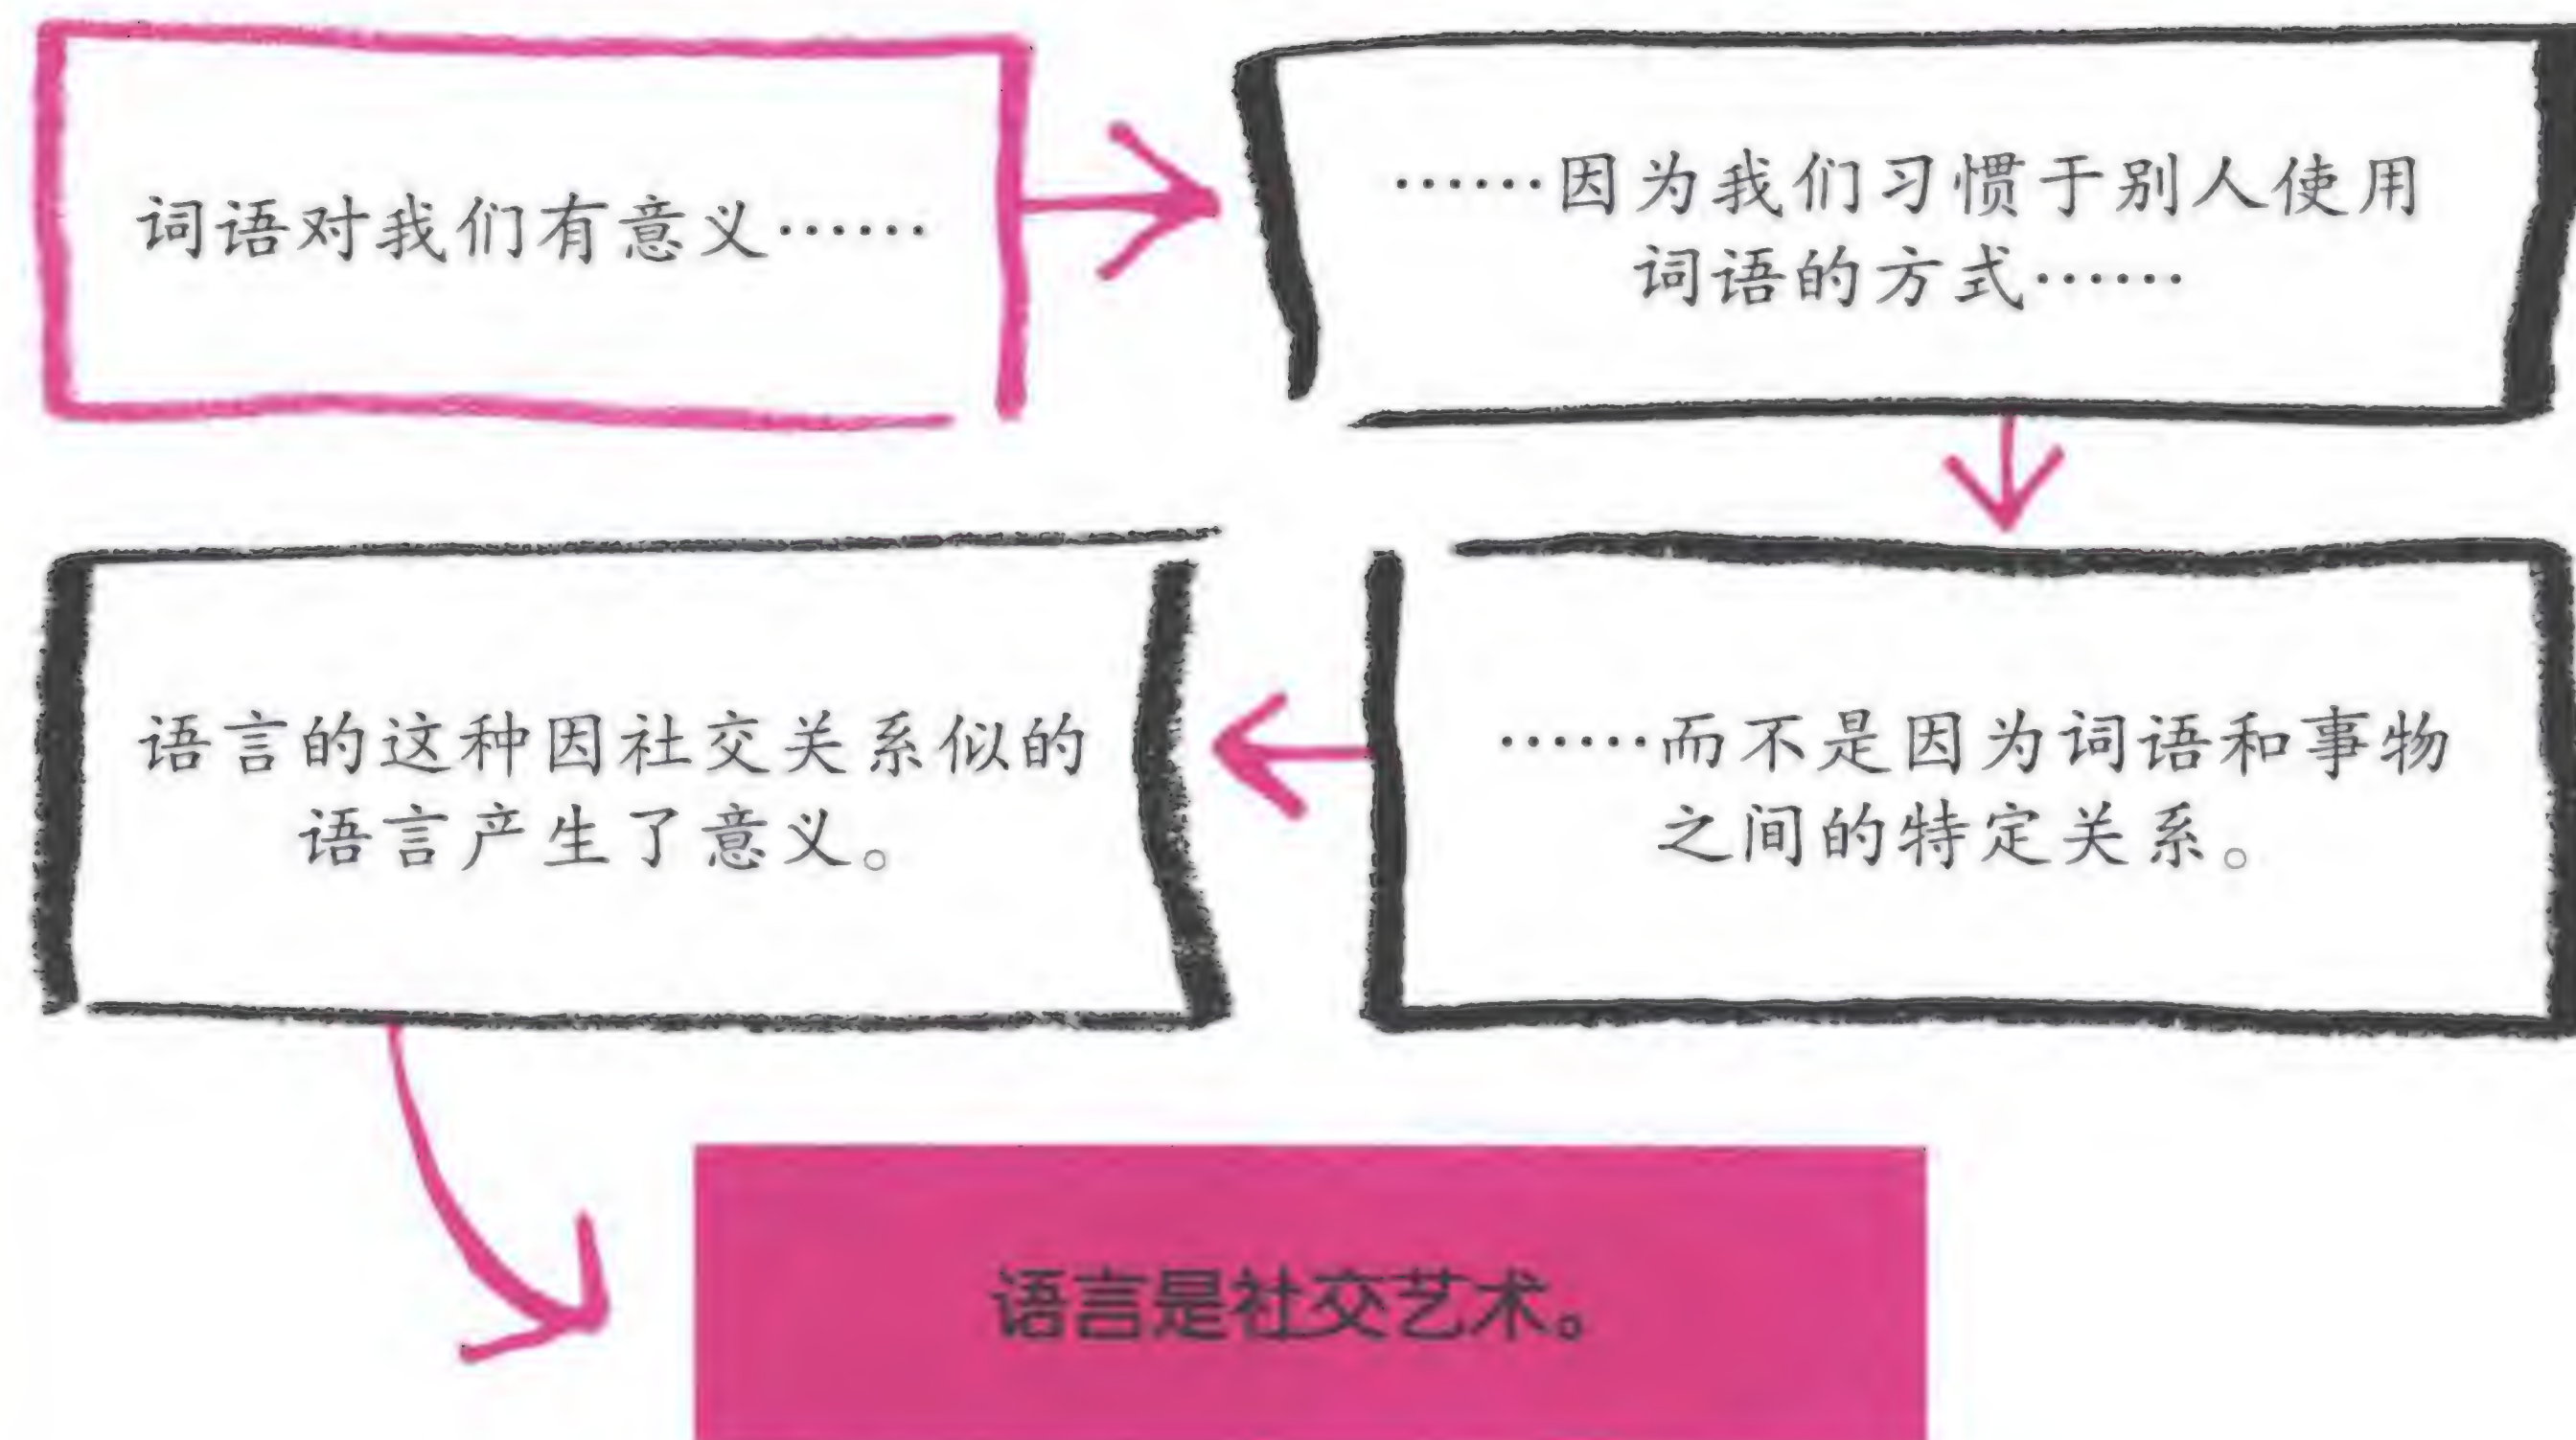 词语对我们有意义……
……因为我们习惯于别人使用
词语的方式……
……而不是因为词语和事物
之间的特定关系。
语言的这种因社交关系似的
语言产生了意义。
语言是社交艺术。